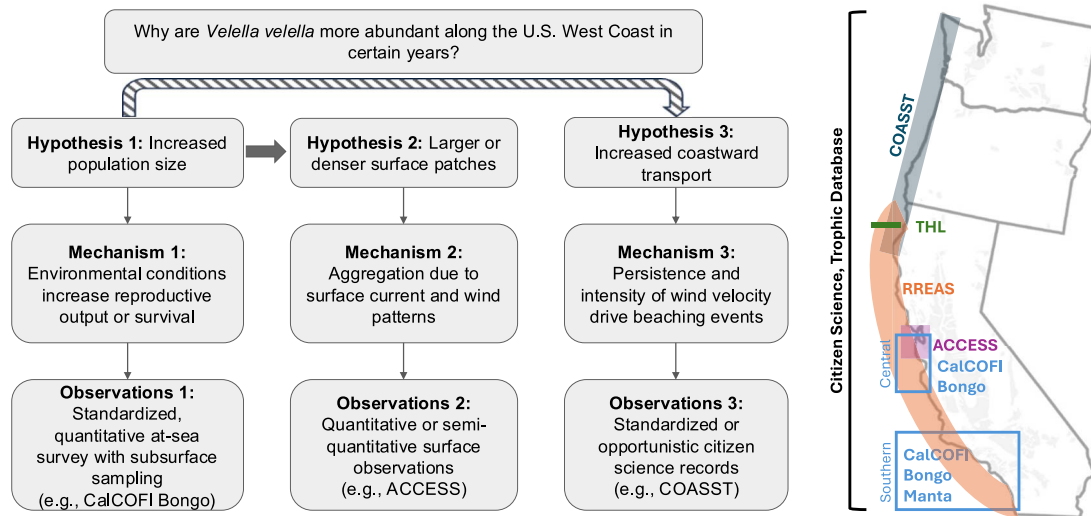 Why are Velella velella more abundant along the U.S. West Coast in
certain years?
Hypothesis 1: Increased
population size
Hypothesis 2: Larger or
denser surface patches
Hypothesis 3:
Increased coastward
transport
Mechanism 1:
Environmental conditions
increase reproductive
output or survival
Mechanism 2:
Aggregation due to
surface current and wind
patterns
Mechanism 3:
Persistence and
intensity of wind velocity
drive beaching events
Observations 1:
Standardized,
quantitative at-sea
survey with subsurface
sampling
(e.g., CalCOFI Bongo)
Observations 2:
Quantitative or semi-
quantitative surface
observations
(e.g., ACCESS)
Observations 3:
Standardized or
opportunistic citizen
science records
(e.g., COASST)
Citizen Science, Trophic Database
COASST
THL
RREAS
ACCESS
Central
CalCOFI
Bongo
Southern
CalCOFI
Bongo
Manta